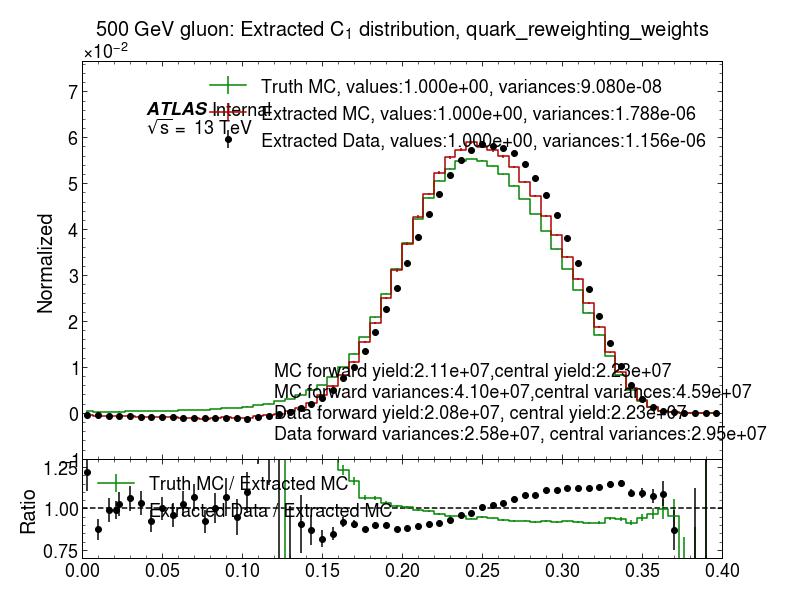 500 GeV gluon: Extracted C₁ distribution, quark_reweighting_weights
×10⁻²
Truth MC, values:1.000e+00, variances:9.080e-08
ATLAS Internal
Extracted MC, values:1.000e+00, variances:1.788e-06
√s = 13 TeV
Extracted Data, values:1.000e+00, variances:1.156e-06
7
6
5
4
3
2
1
0
-1
Normalized
MC forward yield:2.11e+07,central yield:2.23e+07
MC forward variances:4.10e+07,central variances:4.59e+07
Data forward yield:2.08e+07, central yield:2.23e+07
Data forward variances:2.58e+07, central variances:2.95e+07
1.25
1.00
0.75
Ratio
Truth MC / Extracted MC
Extracted Data / Extracted MC
0.00 0.05 0.10 0.15 0.20 0.25 0.30 0.35 0.40